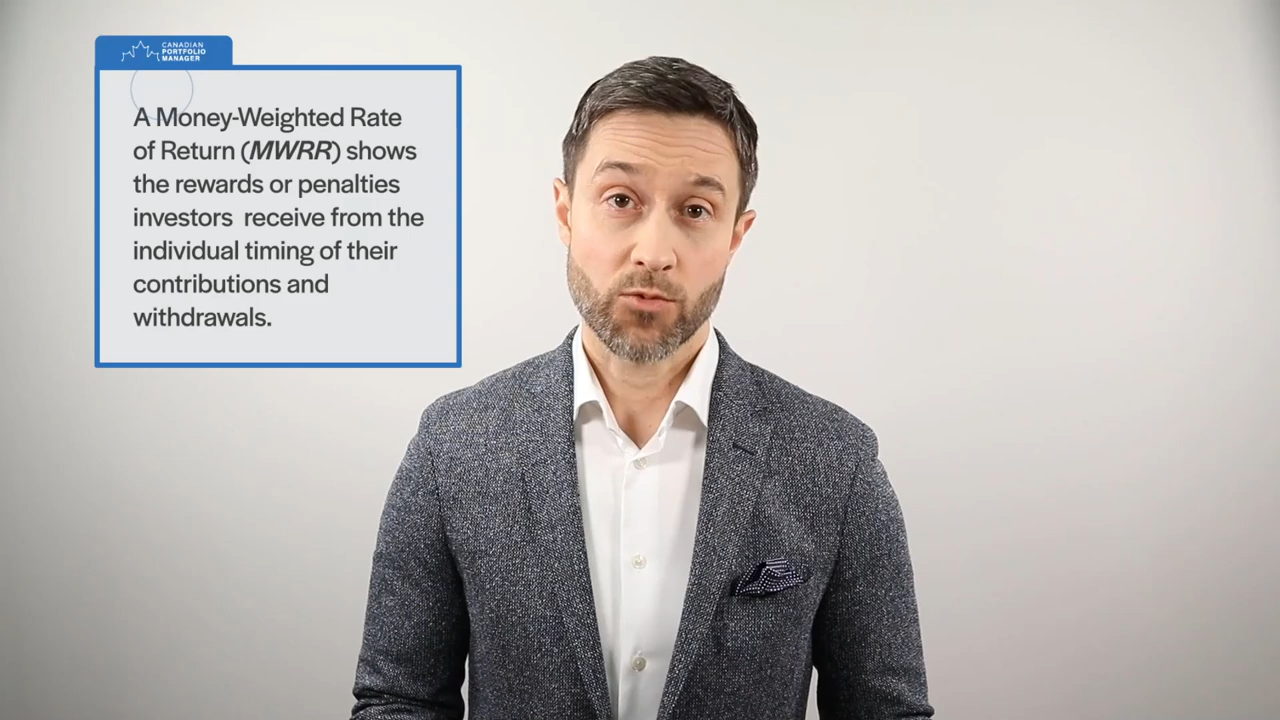 CANADIAN
PORTFOLIO
MANAGER
A Money-Weighted Rate
of Return (MWRR) shows
the rewards or penalties
investors receive from the
individual timing of their
contributions and
withdrawals.